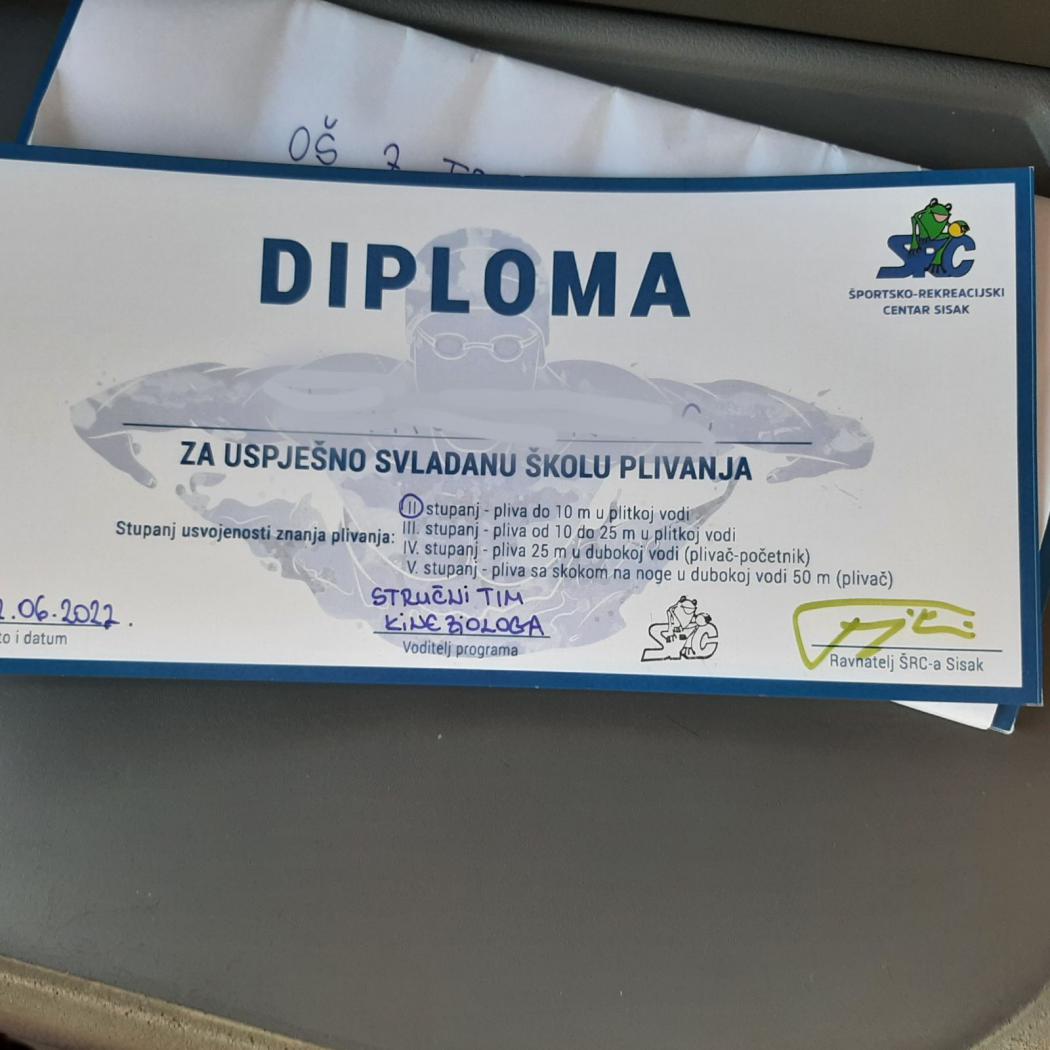 OŠ
DIPLOMA
SRC
ŠPORTSKO-REKREACIJSKI
CENTAR SISAK
ZA USPJEŠNO SVLADANU ŠKOLU PLIVANJA
Stupanj usvojenosti znanja plivanja:
II stupanj - pliva do 10 m u plitkoj vodi
III. stupanj - pliva od 10 do 25 m u plitkoj vodi
IV. stupanj - pliva 25 m u dubokoj vodi (plivač-početnik)
V. stupanj - pliva sa skokom na noge u dubokoj vodi 50 m (plivač)
.06.2022.
i datum
STRUČNI TIM
KINEZIOLOGA
Voditelj programa
SRC
Ravnatelj ŠRC-a Sisak